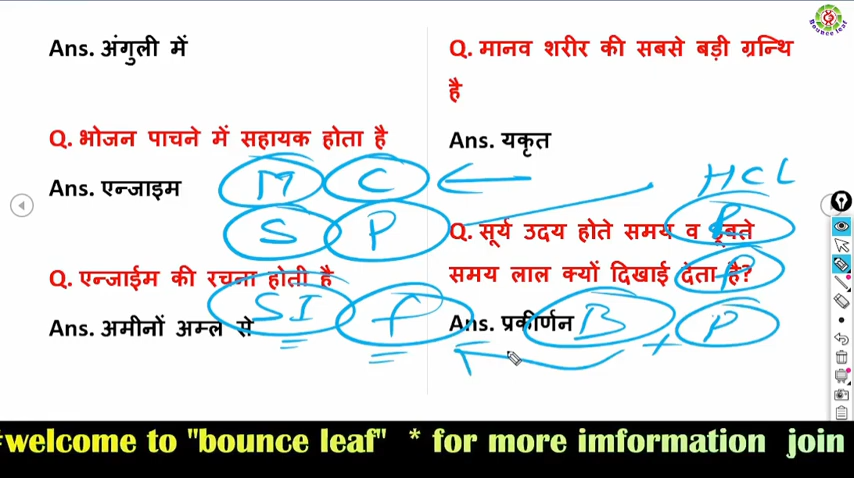 Bounce leaf
Ans. अंगुली में
Q. भोजन पाचने में सहायक होता है
Ans. एन्जाइम
M C
S P
Q. एन्जाईम की रचना होती है
SI P
Ans. अमीनों अम्ल से
Q. मानव शरीर की सबसे बड़ी ग्रन्थि
है
Ans. यकृत
HCL
P
Q. सूर्य उदय होते समय व डूबते
समय लाल क्यों दिखाई देता है?
P
Ans. प्रकीर्णन
B + P
welcome to "bounce leaf" * for more imformation join